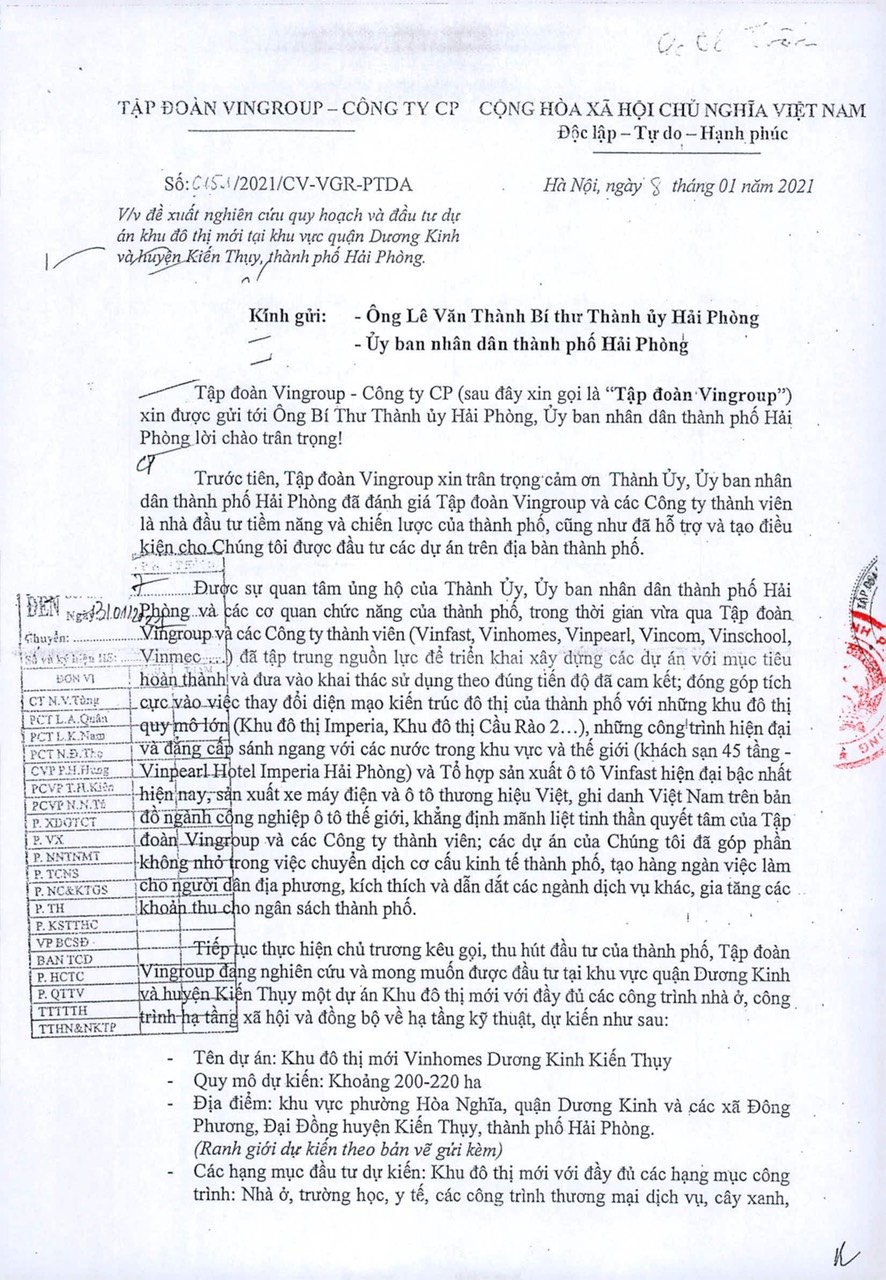 TẬP ĐOÀN VINGROUP – CÔNG TY CP
CỘNG HÒA XÃ HỘI CHỦ NGHĨA VIỆT NAM
Độc lập – Tự do – Hạnh phúc
Số: /2021/CV-VGR-PTDA
Hà Nội, ngày 8 tháng 01 năm 2021
V/v đề xuất nghiên cứu quy hoạch và đầu tư dự
án khu đô thị mới tại khu vực quận Dương Kinh
và huyện Kiến Thụy, thành phố Hải Phòng.
Kính gửi: - Ông Lê Văn Thành Bí thư Thành ủy Hải Phòng
- Ủy ban nhân dân thành phố Hải Phòng
Tập đoàn Vingroup - Công ty CP (sau đây xin gọi là “Tập đoàn Vingroup”)
xin được gửi tới Ông Bí Thư Thành ủy Hải Phòng, Ủy ban nhân dân thành phố Hải
Phòng lời chào trân trọng!
Trước tiên, Tập đoàn Vingroup xin trân trọng cảm ơn Thành Ủy, Ủy ban nhân
dân thành phố Hải Phòng đã đánh giá Tập đoàn Vingroup và các Công ty thành viên
là nhà đầu tư tiềm năng và chiến lược của thành phố, cũng như đã hỗ trợ và tạo điều
kiện cho Chúng tôi được đầu tư các dự án trên địa bàn thành phố.
Được sự quan tâm ủng hộ của Thành Ủy, Ủy ban nhân dân thành phố Hải
Phòng và các cơ quan chức năng của thành phố, trong thời gian vừa qua Tập đoàn
Vingroup và các Công ty thành viên (Vinfast, Vinhomes, Vinpearl, Vincom, Vinschool,
Vinmec ...) đã tập trung nguồn lực để triển khai xây dựng các dự án với mục tiêu
hoàn thành và đưa vào khai thác sử dụng theo đúng tiến độ đã cam kết; đóng góp tích
cực vào việc thay đổi diện mạo kiến trúc đô thị của thành phố với những khu đô thị
quy mô lớn (Khu đô thị Imperia, Khu đô thị Cầu Rào 2…), những công trình hiện đại
và đẳng cấp sánh ngang với các nước trong khu vực và thế giới (khách sạn 45 tầng -
Vinpearl Hotel Imperia Hải Phòng) và Tổ hợp sản xuất ô tô Vinfast hiện đại bậc nhất
hiện nay, sản xuất xe máy điện và ô tô thương hiệu Việt, ghi danh Việt Nam trên bản
đồ ngành công nghiệp ô tô thế giới, khẳng định mãnh liệt tinh thần quyết tâm của Tập
đoàn Vingroup và các Công ty thành viên; các dự án của Chúng tôi đã góp phần
không nhỏ trong việc chuyển dịch cơ cấu kinh tế thành phố, tạo hàng ngàn việc làm
cho người dân địa phương, kích thích và dẫn dắt các ngành dịch vụ khác, gia tăng các
khoản thu cho ngân sách thành phố.
Tiếp tục thực hiện chủ trương kêu gọi, thu hút đầu tư của thành phố, Tập đoàn
Vingroup đang nghiên cứu và mong muốn được đầu tư tại khu vực quận Dương Kinh
và huyện Kiến Thụy một dự án Khu đô thị mới với đầy đủ các công trình nhà ở, công
trình hạ tầng xã hội và đồng bộ về hạ tầng kỹ thuật, dự kiến như sau:
- Tên dự án: Khu đô thị mới Vinhomes Dương Kinh Kiến Thụy
- Quy mô dự kiến: Khoảng 200-220 ha
- Địa điểm: khu vực phường Hòa Nghĩa, quận Dương Kinh và các xã Đông
Phương, Đại Đồng huyện Kiến Thụy, thành phố Hải Phòng.
(Ranh giới dự kiến theo bản vẽ gửi kèm)
- Các hạng mục đầu tư dự kiến: Khu đô thị mới với đầy đủ các hạng mục công
trình: Nhà ở, trường học, y tế, các công trình thương mại dịch vụ, cây xanh,
ĐẾN Ngày
Chuyển:
Số và ký hiệu HS:
ĐƠN VỊ
CT N.V.Tùng
PCT L.A.Quân
PCT L.K.Nam
PCT N.Đ.Thọ
CVP P.H.Hưng
PCVP T.H.Kiên
PCVP N.N.Tú
P. XDGTCT
P. VX
P. NNTNMT
P. TCNS
P. NC&KTGS
P. TH
P. KSTTHC
VP BCSĐ
BAN TCD
P. HCTC
P. QTTV
TTTTTH
TTHN&NKTP